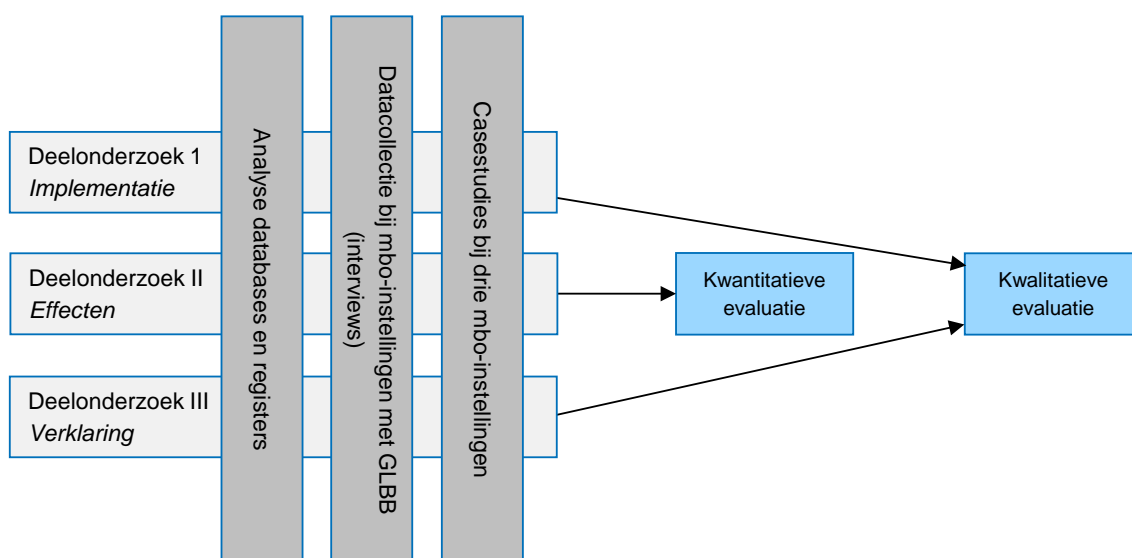 Deelonderzoek 1
Implementatie
Deelonderzoek II
Effecten
Deelonderzoek III
Verklaring
Analyse databases en registers
Datacollectie bij mbo-instellingen met GLBB
(interviews)
Casestudies bij drie mbo-instellingen
Kwantitatieve
evaluatie
Kwalitatieve
evaluatie